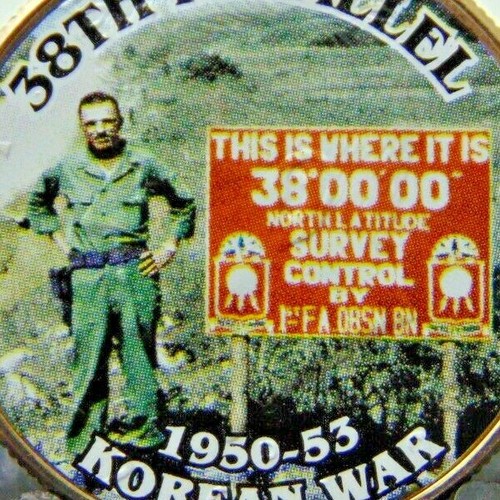 38TH PARALLEL
THIS IS WHERE IT IS
38°00'00"
NORTH LATITUDE
SURVEY
CONTROL
BY
1ST F.A. OBSN BN
1950-53
KOREAN WAR